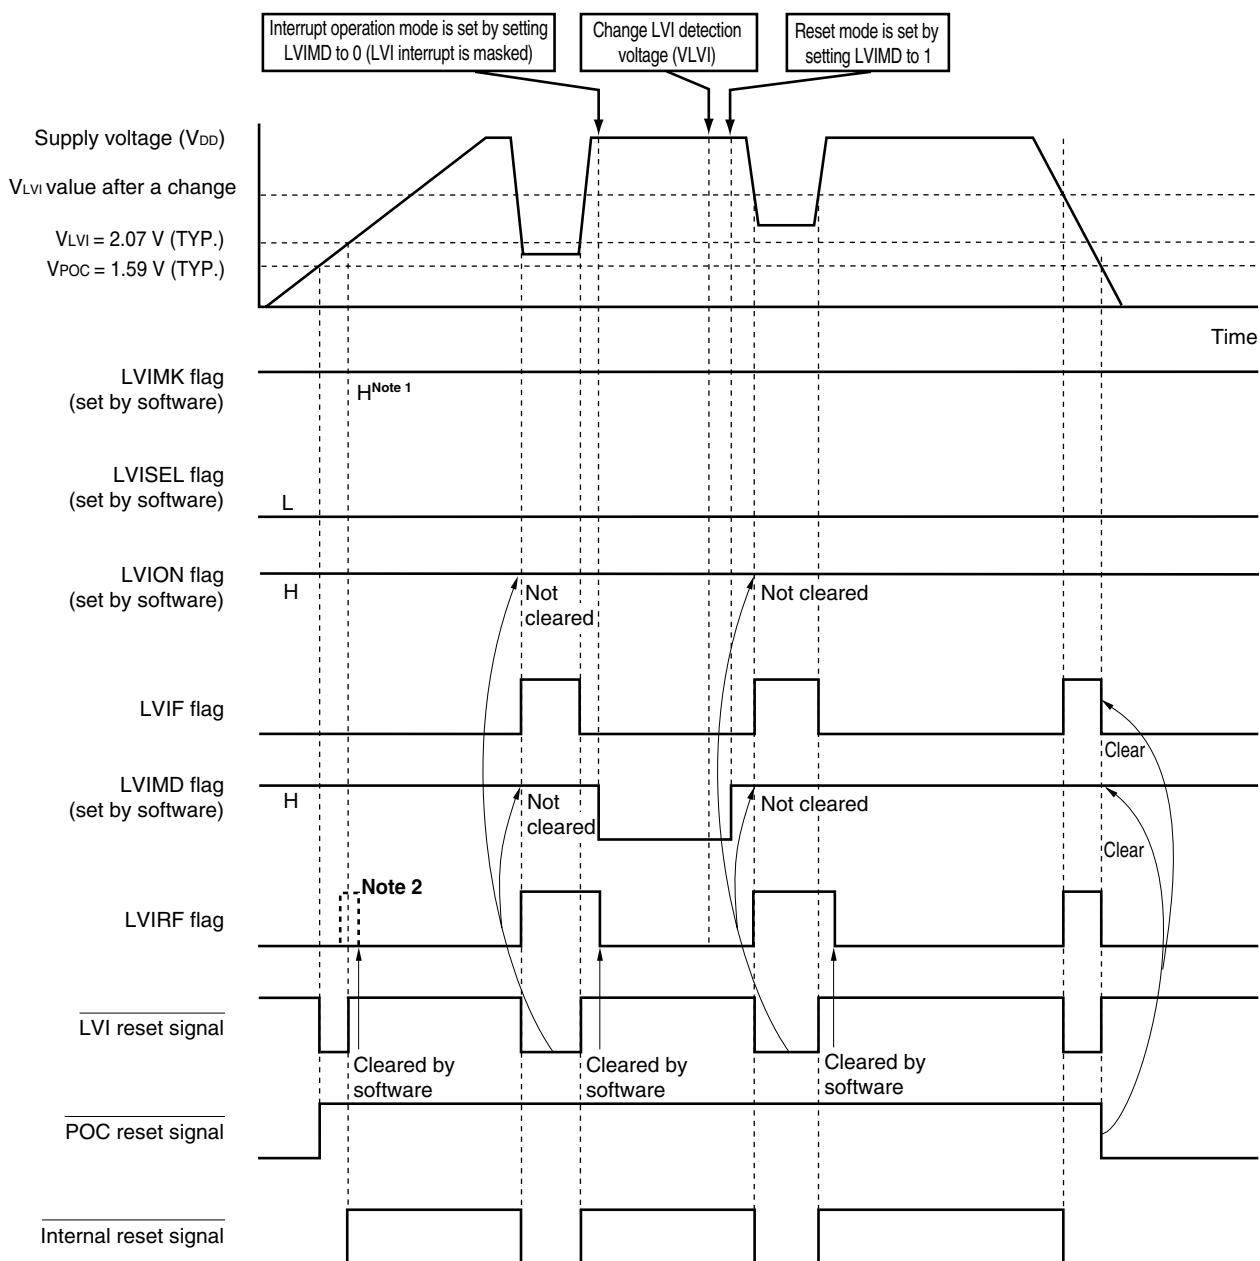 Interrupt operation mode is set by setting
LVIMD to 0 (LVI interrupt is masked)
Change LVI detection
voltage (VLVI)
Reset mode is set by
setting LVIMD to 1
Supply voltage (VDD)
VLVI value after a change
VLVI = 2.07 V (TYP.)
VPOC = 1.59 V (TYP.)
Time
LVIMK flag
(set by software)
H Note 1
LVISEL flag
(set by software)
L
LVION flag
(set by software)
H
Not
cleared
Not cleared
LVIF flag
Clear
LVIMD flag
(set by software)
H
Not
cleared
Not cleared
Clear
Note 2
LVIRF flag
LVI reset signal
Cleared by
software
Cleared by
software
Cleared by
software
POC reset signal
Internal reset signal